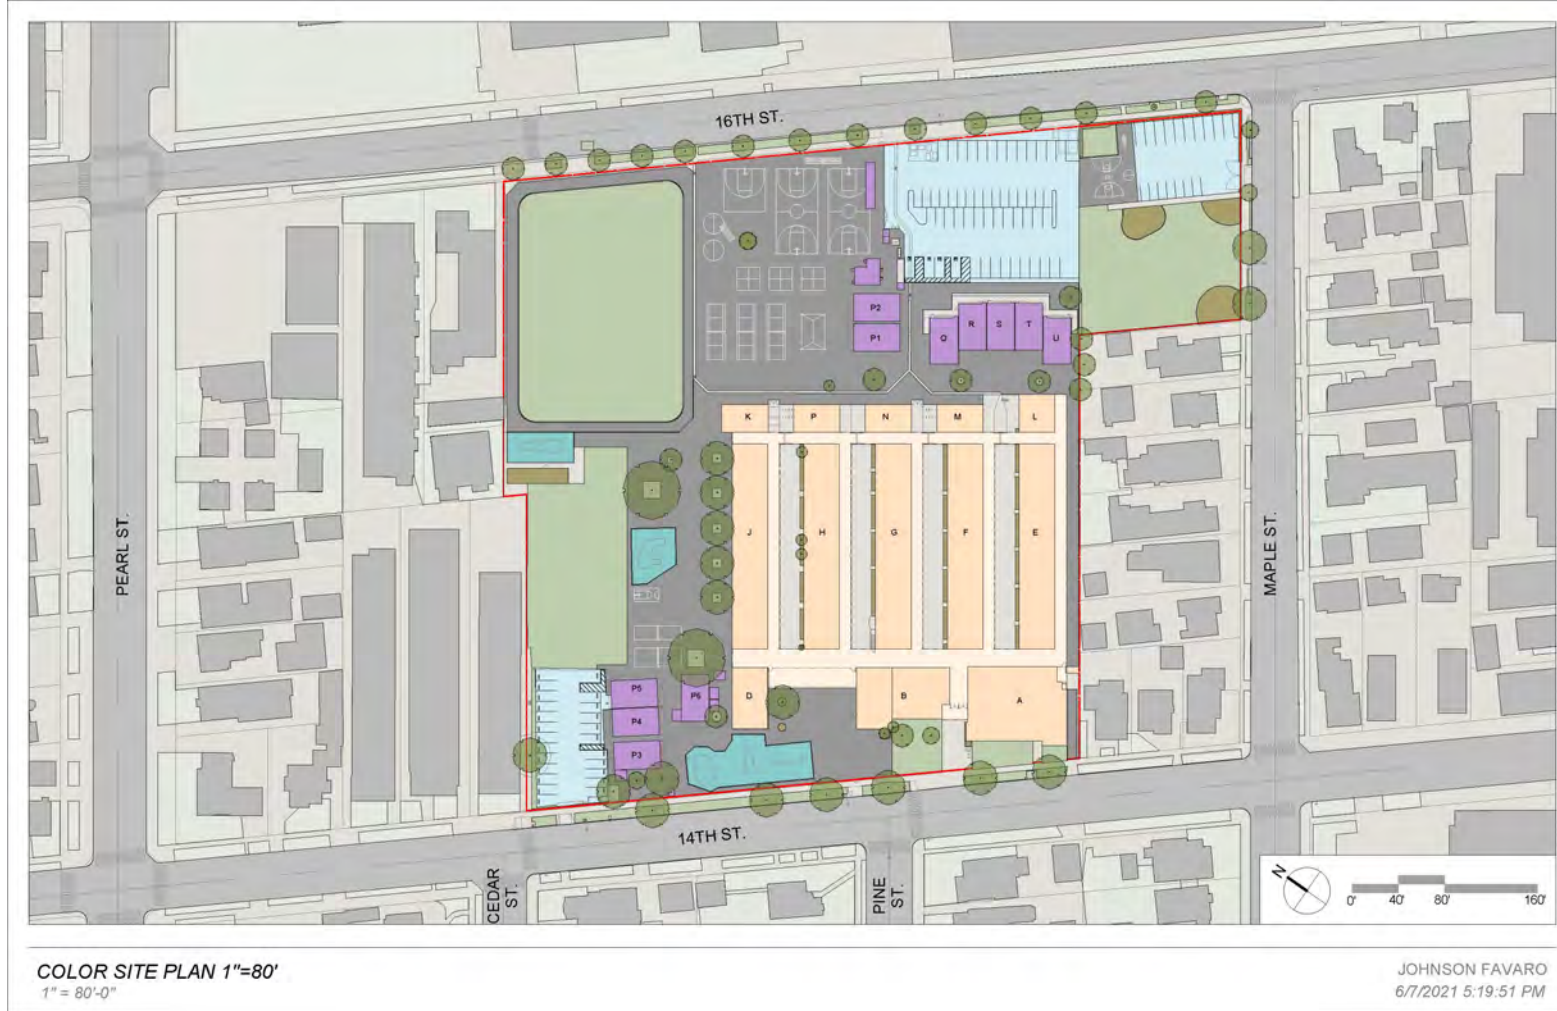 16TH ST.
P2
P1
Q
R
S
T
U
K
P
N
M
L
PEARL ST.
J
H
G
F
E
MAPLE ST.
P5
P6
P4
P3
D
B
A
14TH ST.
CEDAR
ST.
PINE
ST.
N
0'
40'
80'
160'
COLOR SITE PLAN 1"=80'
1" = 80'-0"
JOHNSON FAVARO
6/7/2021 5:19:51 PM